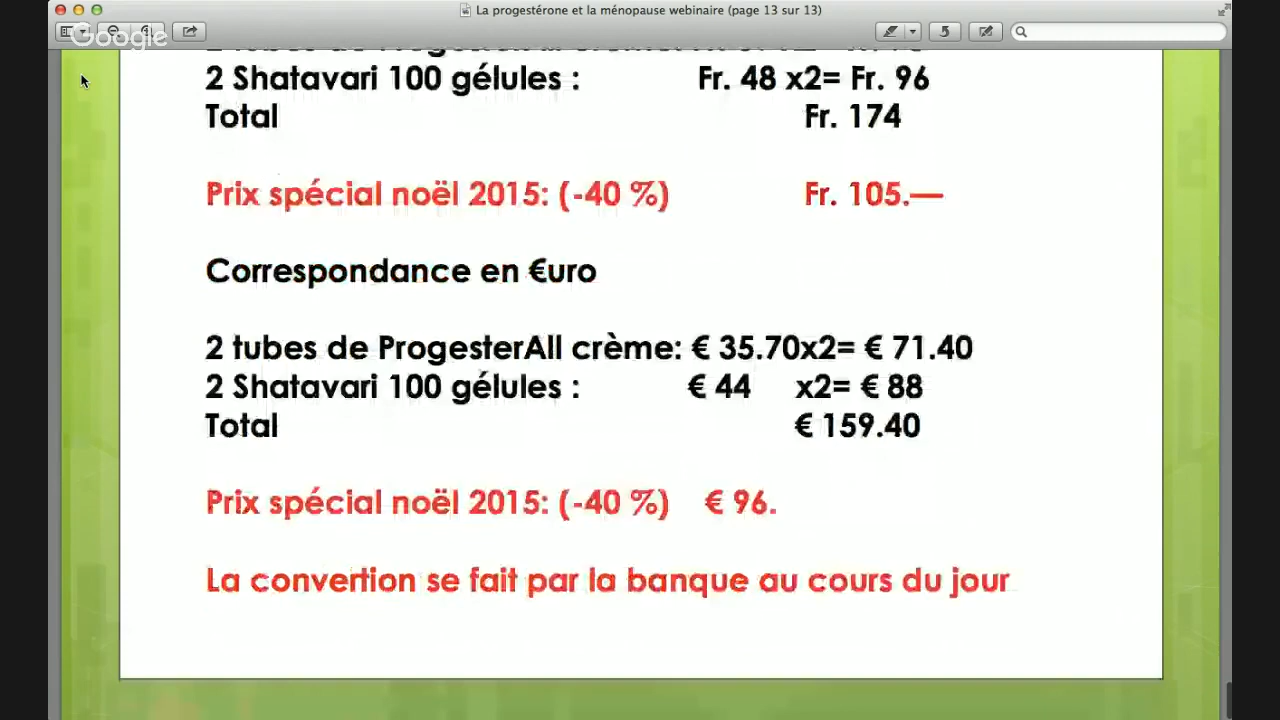 La progestérone et la ménopause webinaire (page 13 sur 13)
Google
2 Shatavari 100 gélules : Fr. 48 x2= Fr. 96
Total Fr. 174
Prix spécial noël 2015: (-40 %) Fr. 105.—
Correspondance en €uro
2 tubes de ProgesterAll crème: € 35.70x2= € 71.40
2 Shatavari 100 gélules : € 44 x2= € 88
Total € 159.40
Prix spécial noël 2015: (-40 %) € 96.
La convertion se fait par la banque au cours du jour